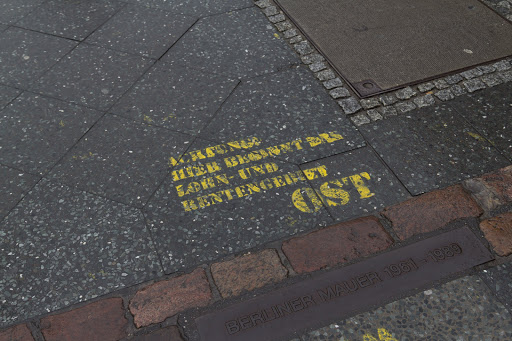 ACHTUNG!
HIER BEGINNT DAS
LOHN- UND
RENTENGEBIET
OST
BERLINER MAUER 1961 - 1989